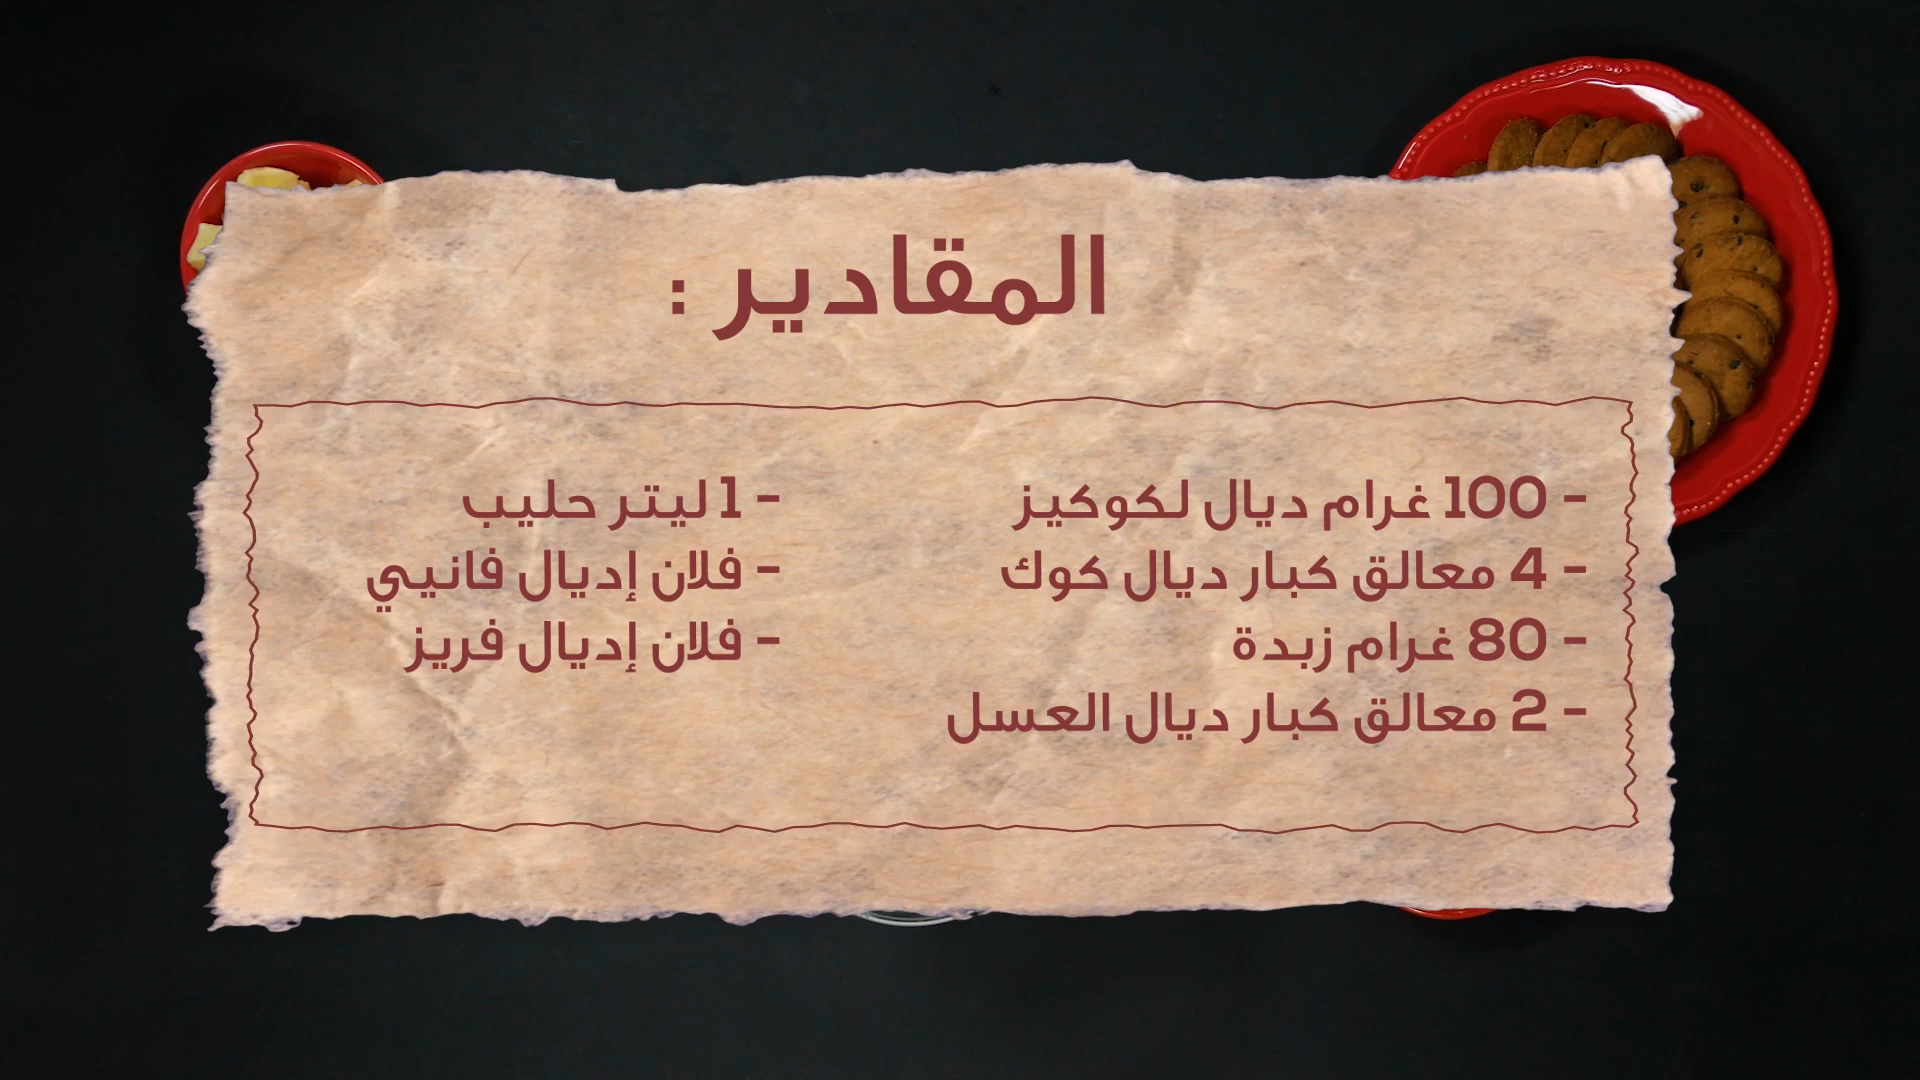 المقادير :
- 100 غرام ديال لكوكيز
- 4 معالق كبار ديال كوك
- 80 غرام زبدة
- 2 معالق كبار ديال العسل
- 1 ليتر حليب
- فلان إديال فانيي
- فلان إديال فريز